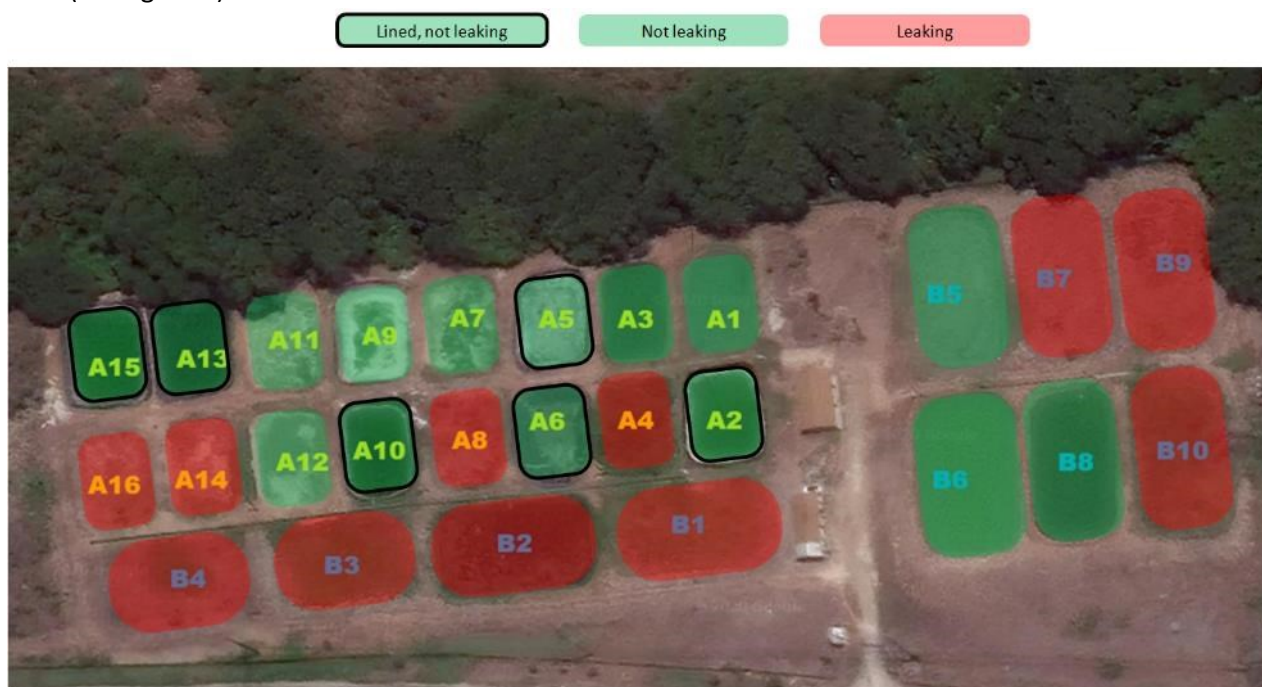 Lined, not leaking
Not leaking
Leaking
B9
B7
B5
A1
A3
A5
A7
A9
A11
A13
A15
A2
A4
A6
A8
A10
A12
A14
A16
B10
B8
B6
B1
B2
B3
B4